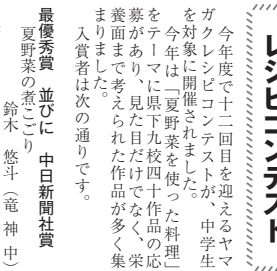 レシピコンテスト
今年度で十二回目を迎えるヤマ
ガクレシピコンテストが、中学生
を対象に開催されました。
今年は「夏野菜を使った料理」
をテーマに県下九校四十作品の応
募があり、見た目だけでなく、栄
養面まで考えられた作品が多く集
まりました。
入賞者は次の通りです。
最優秀賞 並びに 中日新聞社賞
夏野菜の煮こごり
鈴木 悠斗（竜神中）